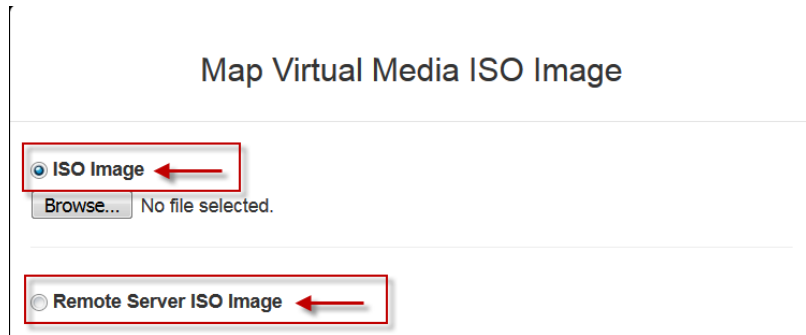 Map Virtual Media ISO Image
ISO Image
Browse... No file selected.
Remote Server ISO Image